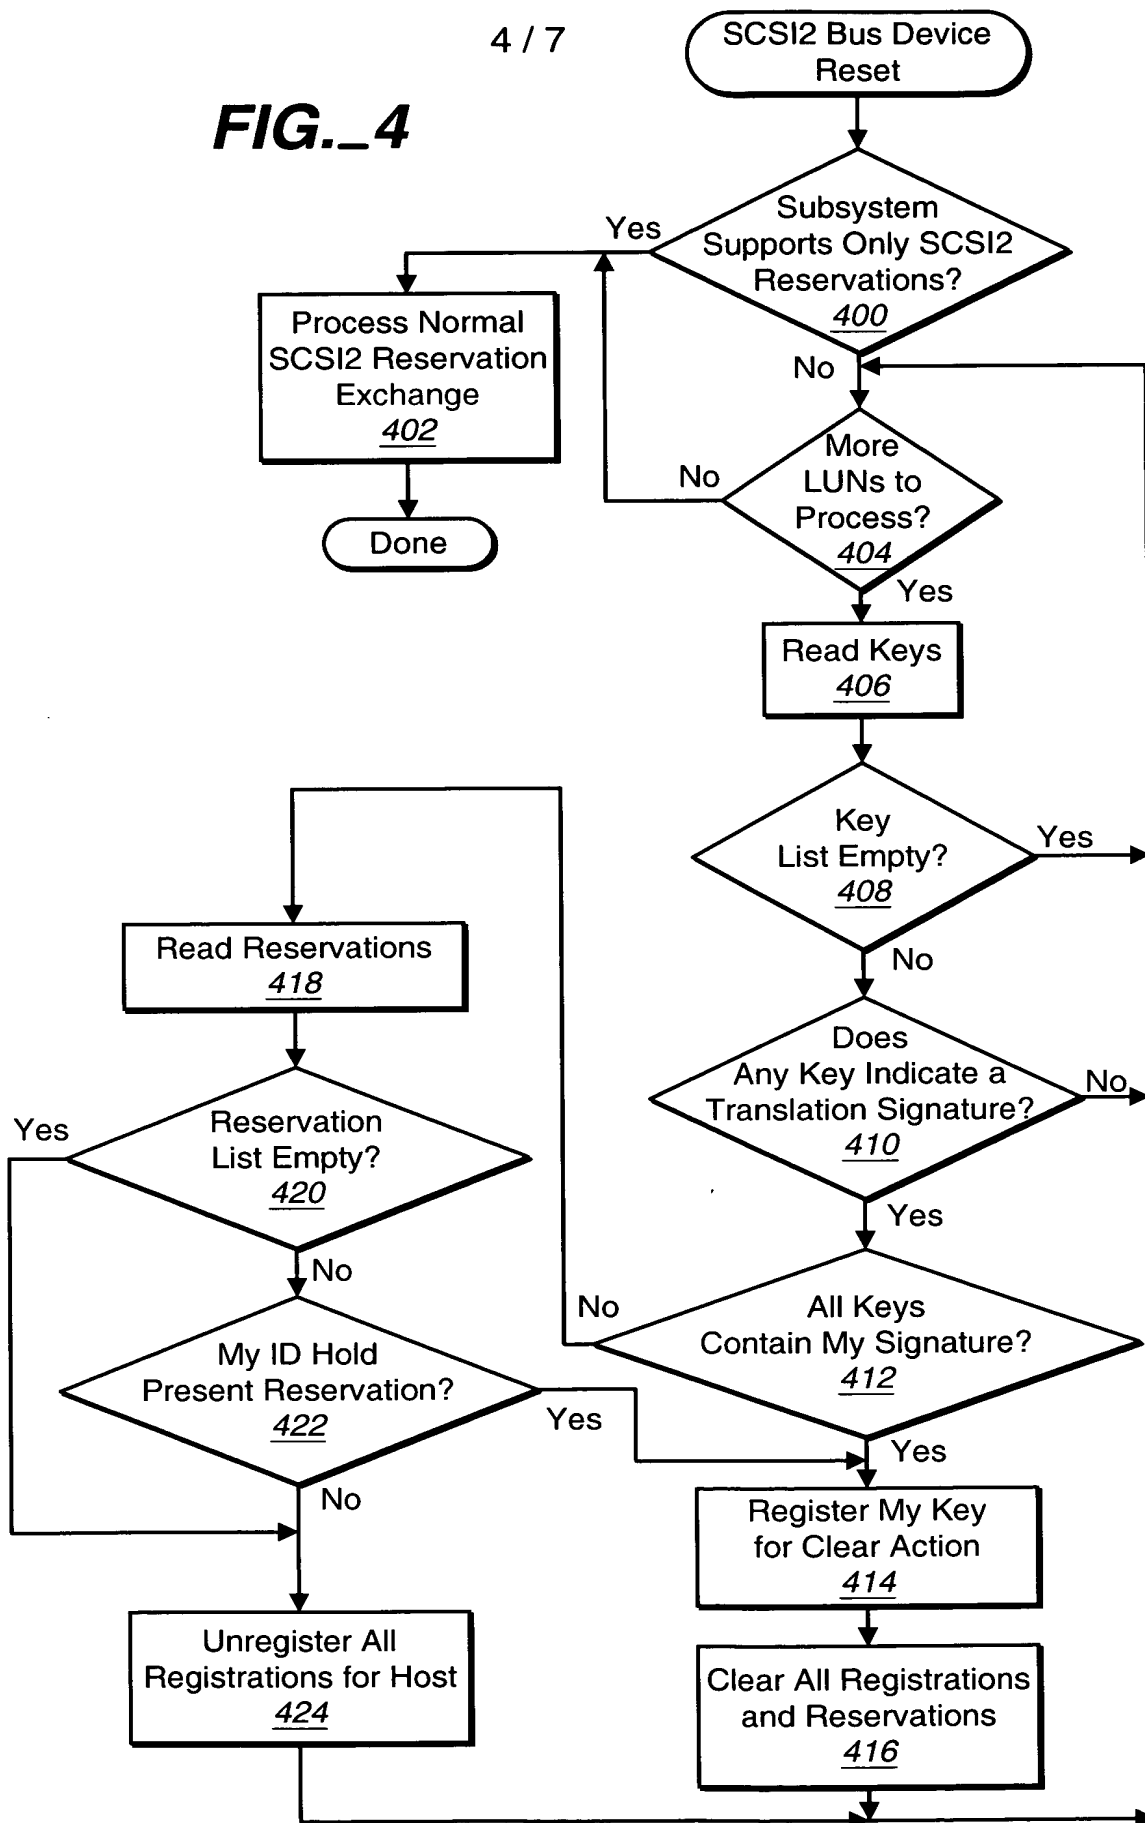 4 / 7
FIG._4
SCSI2 Bus Device
Reset
Subsystem
Supports Only SCSI2
Reservations?
400
Yes
No
Process Normal
SCSI2 Reservation
Exchange
402
Done
More
LUNs to
Process?
404
No
Yes
Read Keys
406
Key
List Empty?
408
Yes
No
Does
Any Key Indicate a
Translation Signature?
410
No
Yes
All Keys
Contain My Signature?
412
No
Yes
Register My Key
for Clear Action
414
Clear All Registrations
and Reservations
416
Read Reservations
418
Reservation
List Empty?
420
Yes
No
My ID Hold
Present Reservation?
422
Yes
No
Unregister All
Registrations for Host
424